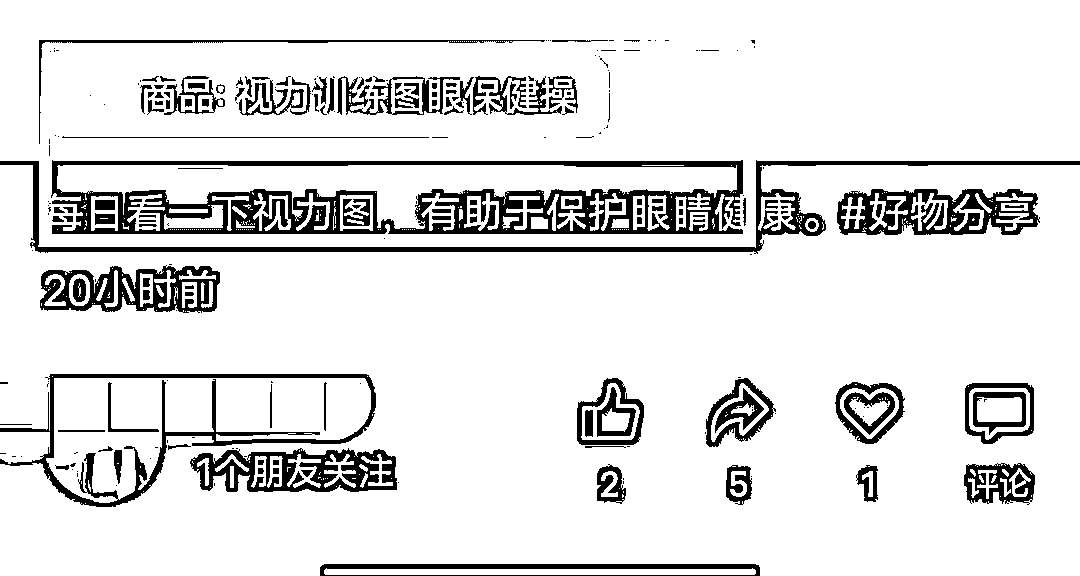 商品: 视力训练图眼保健操
每日看一下视力图，有助于保护眼睛健康。#好物分享
20小时前
1个朋友关注
2 5 1 评论